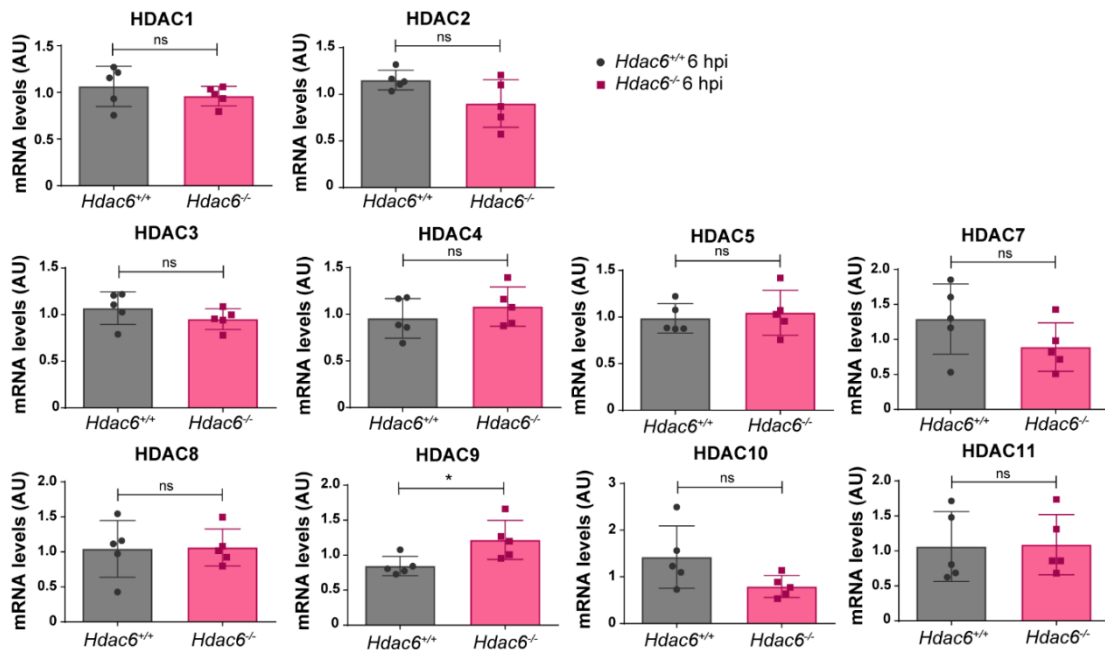 HDAC1
HDAC2
ns
ns
mRNA levels (AU)
1.5
1.0
0.5
0
Hdac6+/+
Hdac6-/-
mRNA levels (AU)
1.5
1.0
0.5
0
Hdac6+/+
Hdac6-/-
Hdac6+/+ 6 hpi
Hdac6-/- 6 hpi
HDAC3
HDAC4
HDAC5
HDAC7
ns
ns
ns
ns
mRNA levels (AU)
1.5
1.0
0.5
0
Hdac6+/+
Hdac6-/-
mRNA levels (AU)
1.5
1.0
0.5
0
Hdac6+/+
Hdac6-/-
mRNA levels (AU)
1.5
1.0
0.5
0
Hdac6+/+
Hdac6-/-
mRNA levels (AU)
2.0
1.5
1.0
0.5
0
Hdac6+/+
Hdac6-/-
HDAC8
HDAC9
HDAC10
HDAC11
ns
*
ns
ns
mRNA levels (AU)
2.0
1.5
1.0
0.5
0
Hdac6+/+
Hdac6-/-
mRNA levels (AU)
2.0
1.5
1.0
0.5
0
Hdac6+/+
Hdac6-/-
mRNA levels (AU)
3
2
1
0
Hdac6+/+
Hdac6-/-
mRNA levels (AU)
2.0
1.5
1.0
0.5
0
Hdac6+/+
Hdac6-/-